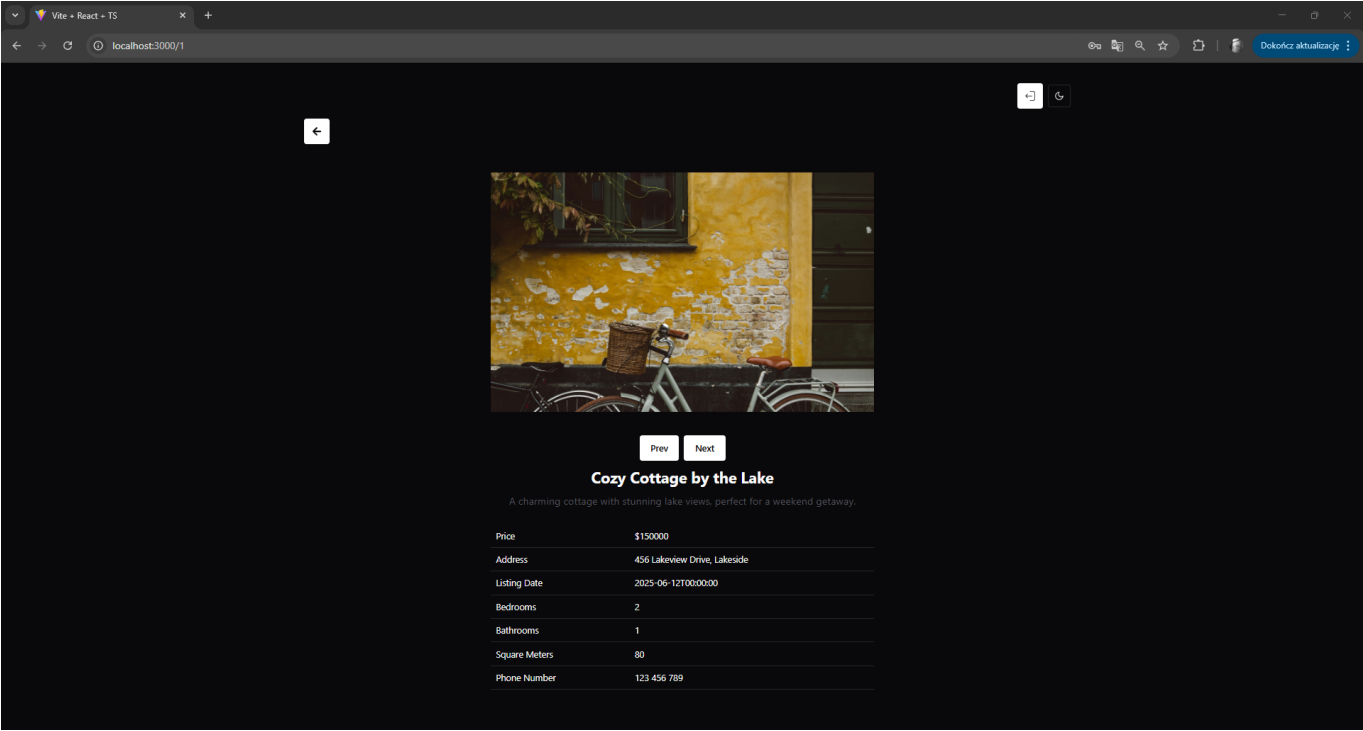 Vite + React + TS
localhost:3000/1
Dokończ aktualizację
Prev Next
Cozy Cottage by the Lake
A charming cottage with stunning lake views, perfect for a weekend getaway.
Price $150000
Address 456 Lakeview Drive, Lakeside
Listing Date 2025-06-12T00:00:00
Bedrooms 2
Bathrooms 1
Square Meters 80
Phone Number 123 456 789